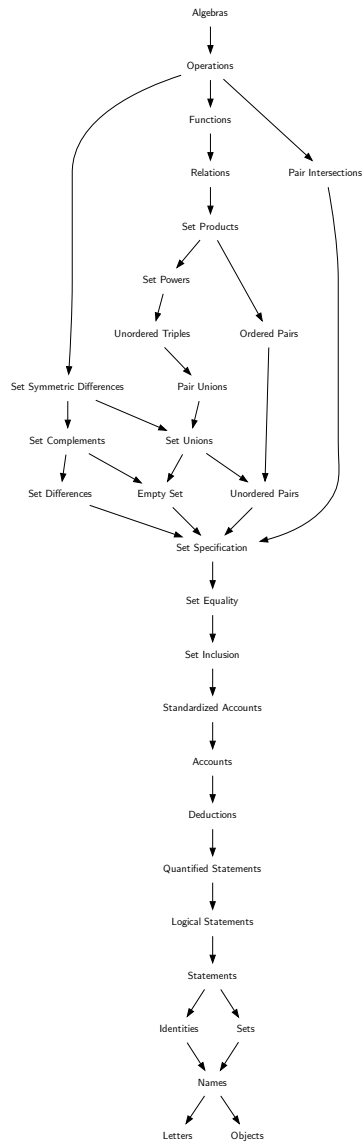 Algebras
Operations
Functions
Relations
Pair Intersections
Set Products
Set Powers
Unordered Triples
Ordered Pairs
Set Symmetric Differences
Pair Unions
Set Complements
Set Unions
Set Differences
Empty Set
Unordered Pairs
Set Specification
Set Equality
Set Inclusion
Standardized Accounts
Accounts
Deductions
Quantified Statements
Logical Statements
Statements
Identities
Sets
Names
Letters
Objects